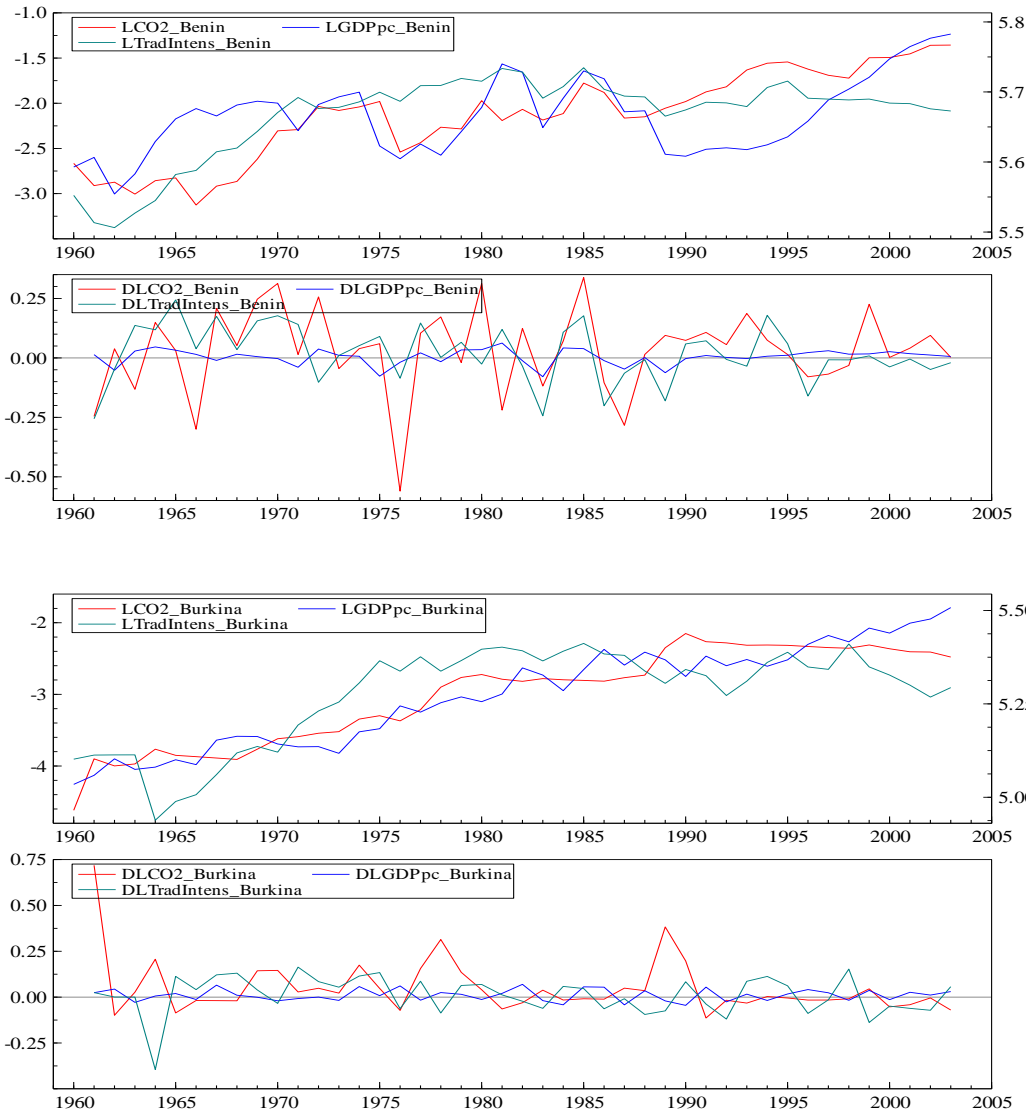 -1.0
LCO2_Benin LGDPpc_Benin
LTradIntens_Benin
5.8
-1.5
-2.0
5.7
-2.5
5.6
-3.0
5.5
1960 1965 1970 1975 1980 1985 1990 1995 2000 2005
DLCO2_Benin DLGDPpc_Benin
DLTradIntens_Benin
0.25
0.00
-0.25
-0.50
1960 1965 1970 1975 1980 1985 1990 1995 2000 2005
LCO2_Burkina LGDPpc_Burkina
LTradIntens_Burkina
5.50
-2
-3
5.25
-4
5.00
1960 1965 1970 1975 1980 1985 1990 1995 2000 2005
0.75
DLCO2_Burkina DLGDPpc_Burkina
DLTradIntens_Burkina
0.50
0.25
0.00
-0.25
1960 1965 1970 1975 1980 1985 1990 1995 2000 2005